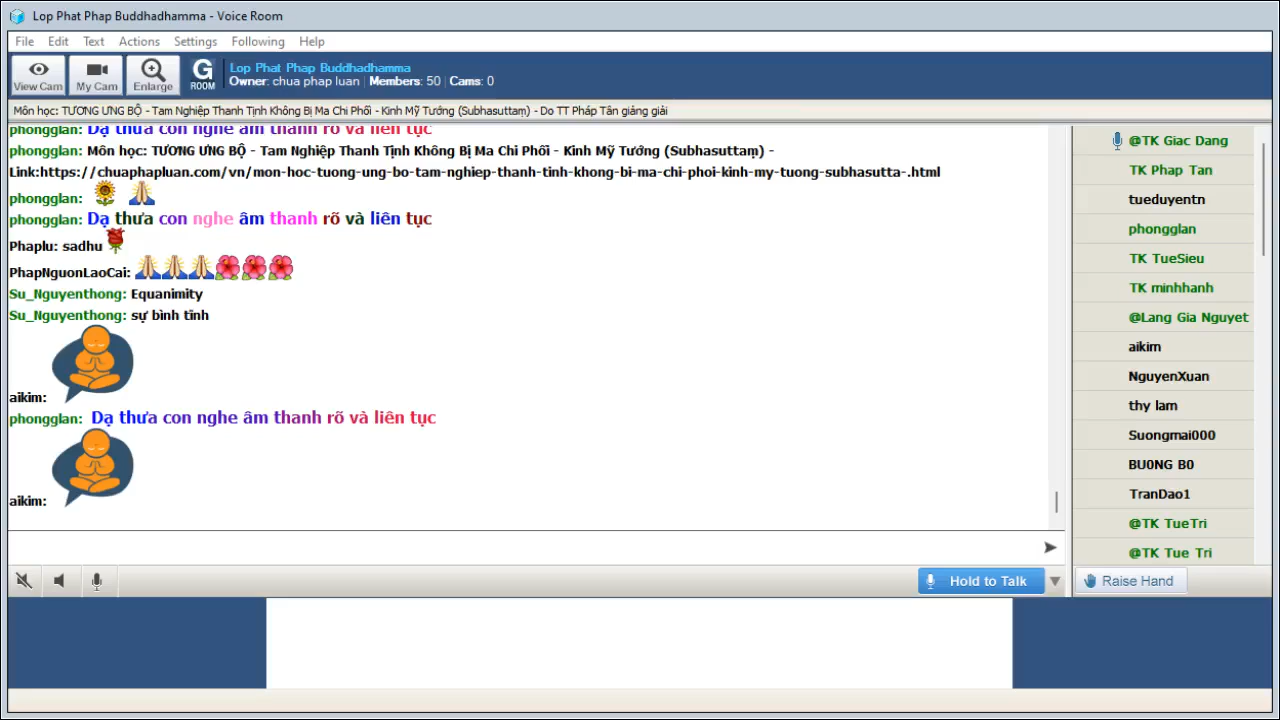 Lop Phat Phap Buddhadhamma - Voice Room
File Edit Text Actions Settings Following Help
View Cam My Cam Enlarge G ROOM
Lop Phat Phap Buddhadhamma
Owner: chua phap luan Members: 50 Cams: 0
Môn học: TƯƠNG ƯNG BỘ - Tam Nghiệp Thanh Tịnh Không Bị Ma Chi Phối - Kinh Mỹ Tướng (Subhasuttaṃ) - Do TT Pháp Tân giảng giải
phongglan: Dạ thưa con nghe âm thanh rõ và liên tục
phongglan: Môn học: TƯƠNG ƯNG BỘ - Tam Nghiệp Thanh Tịnh Không Bị Ma Chi Phối - Kinh Mỹ Tướng (Subhasuttaṃ) -
Link:https://chuaphapluan.com/vn/mon-hoc-tuong-ung-bo-tam-nghiep-thanh-tinh-khong-bi-ma-chi-phoi-kinh-my-tuong-subhasutta-.html
phongglan:
phongglan: Dạ thưa con nghe âm thanh rõ và liên tục
Phaplu: sadhu
PhapNguonLaoCai:
Su_Nguyenthong: Equanimity
Su_Nguyenthong: sự bình tĩnh
aikim:
phongglan: Dạ thưa con nghe âm thanh rõ và liên tục
aikim:
@TK Giac Dang
TK Phap Tan
tueduyentn
phongglan
TK TueSieu
TK minhhanh
@Lang Gia Nguyet
aikim
NguyenXuan
thy lam
Suongmai000
BU0NG B0
TranDao1
@TK TueTri
@TK Tue Tri
Hold to Talk
Raise Hand